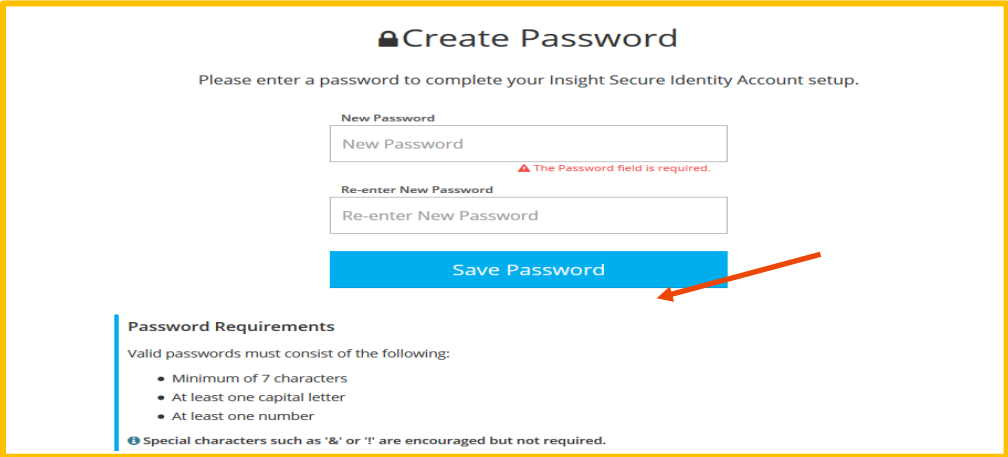 Create Password
Please enter a password to complete your Insight Secure Identity Account setup.
New Password
New Password
The Password field is required.
Re-enter New Password
Re-enter New Password
Save Password
Password Requirements
Valid passwords must consist of the following:
• Minimum of 7 characters
• At least one capital letter
• At least one number
Special characters such as '&' or '!' are encouraged but not required.